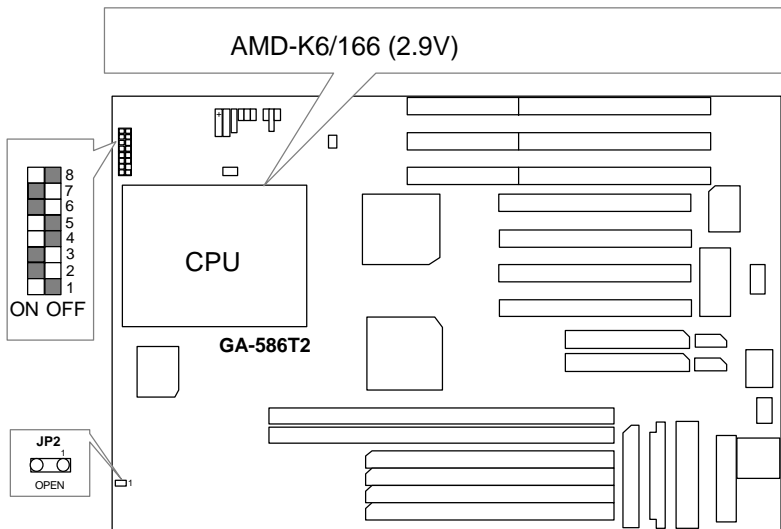 AMD-K6/166 (2.9V)
+
8
7
6
5
4
3
2
1
ON OFF
CPU
GA-586T2
JP2
1
OPEN
1